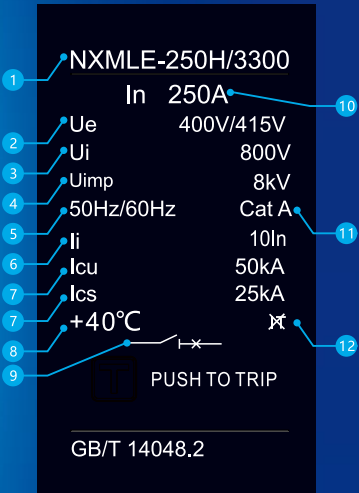 1 NXMLE-250H/3300
In 250A 10
2 Ue 400V/415V
3 Ui 800V
4 Uimp 8kV
5 50Hz/60Hz Cat A 11
6 Ii 10In
7 Icu 50kA
7 Ics 25kA
8 +40℃ 12
9
T PUSH TO TRIP
GB/T 14048.2